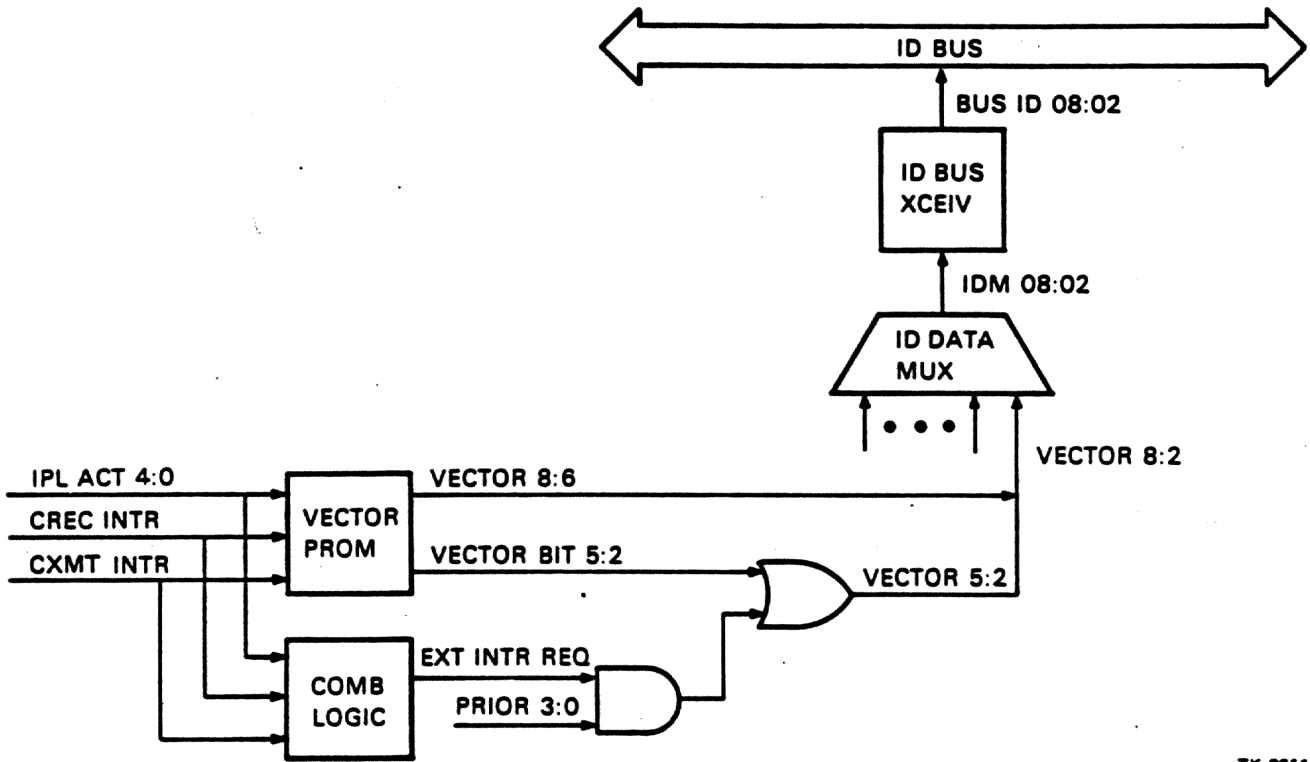 ID BUS
BUS ID 08:02
ID BUS
XCEIV
IDM 08:02
ID DATA
MUX
VECTOR 8:2
IPL ACT 4:0
CREC INTR
CXMT INTR
VECTOR
PROM
VECTOR 8:6
VECTOR BIT 5:2
VECTOR 5:2
COMB
LOGIC
EXT INTR REQ
PRIOR 3:0